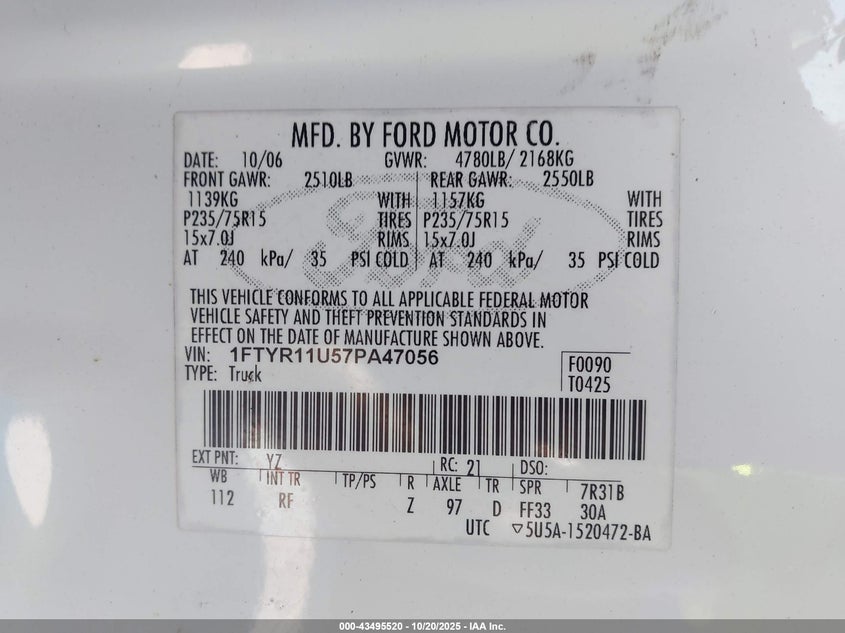 MFD. BY FORD MOTOR CO.
DATE: 10/06 GVWR: 4780LB/ 2168KG
FRONT GAWR: 2510LB REAR GAWR: 2550LB
1139KG WITH 1157KG WITH
P235/75R15 TIRES P235/75R15 TIRES
15x7.0J RIMS 15x7.0J RIMS
AT 240 kPa/ 35 PSI COLD AT 240 kPa/ 35 PSI COLD
Ford
THIS VEHICLE CONFORMS TO ALL APPLICABLE FEDERAL MOTOR
VEHICLE SAFETY AND THEFT PREVENTION STANDARDS IN
EFFECT ON THE DATE OF MANUFACTURE SHOWN ABOVE.
VIN: 1FTYR11U57PA47056 F0090
TYPE: Truck T0425
EXT PNT: YZ RC: 21 DSO:
WB INT TR TP/PS R AXLE TR SPR 7R31B
112 RF Z 97 D FF33 30A
UTC ▽5U5A-1520472-BA
000-43495520 | 10/20/2025 | IAA Inc.